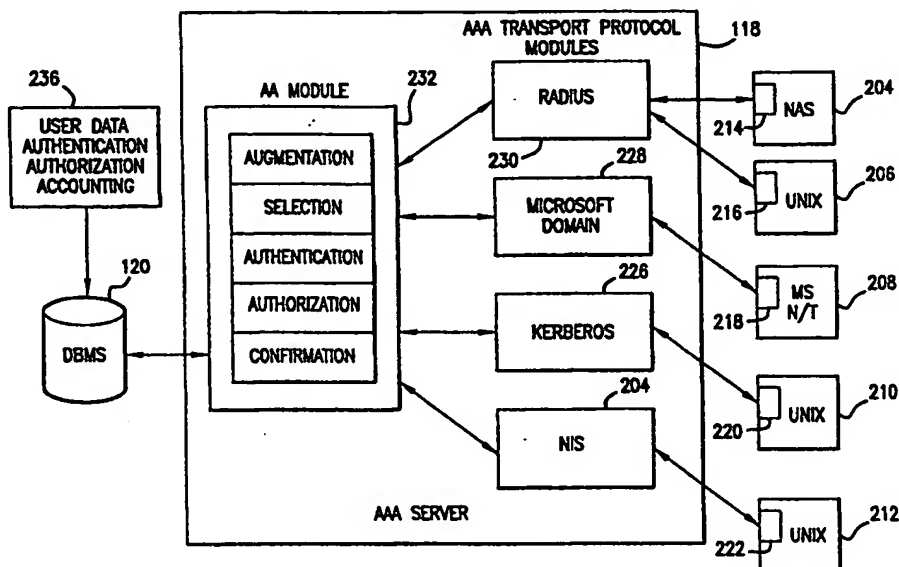 AAA TRANSPORT PROTOCOL
MODULES
118
236
USER DATA
AUTHENTICATION
AUTHORIZATION
ACCOUNTING
120
DBMS
AA MODULE
232
AUGMENTATION
SELECTION
AUTHENTICATION
AUTHORIZATION
CONFIRMATION
RADIUS
230
228
MICROSOFT
DOMAIN
226
KERBEROS
204
NIS
AAA SERVER
NAS
204
214
UNIX
206
216
MS
N/T
208
218
UNIX
210
220
UNIX
212
222